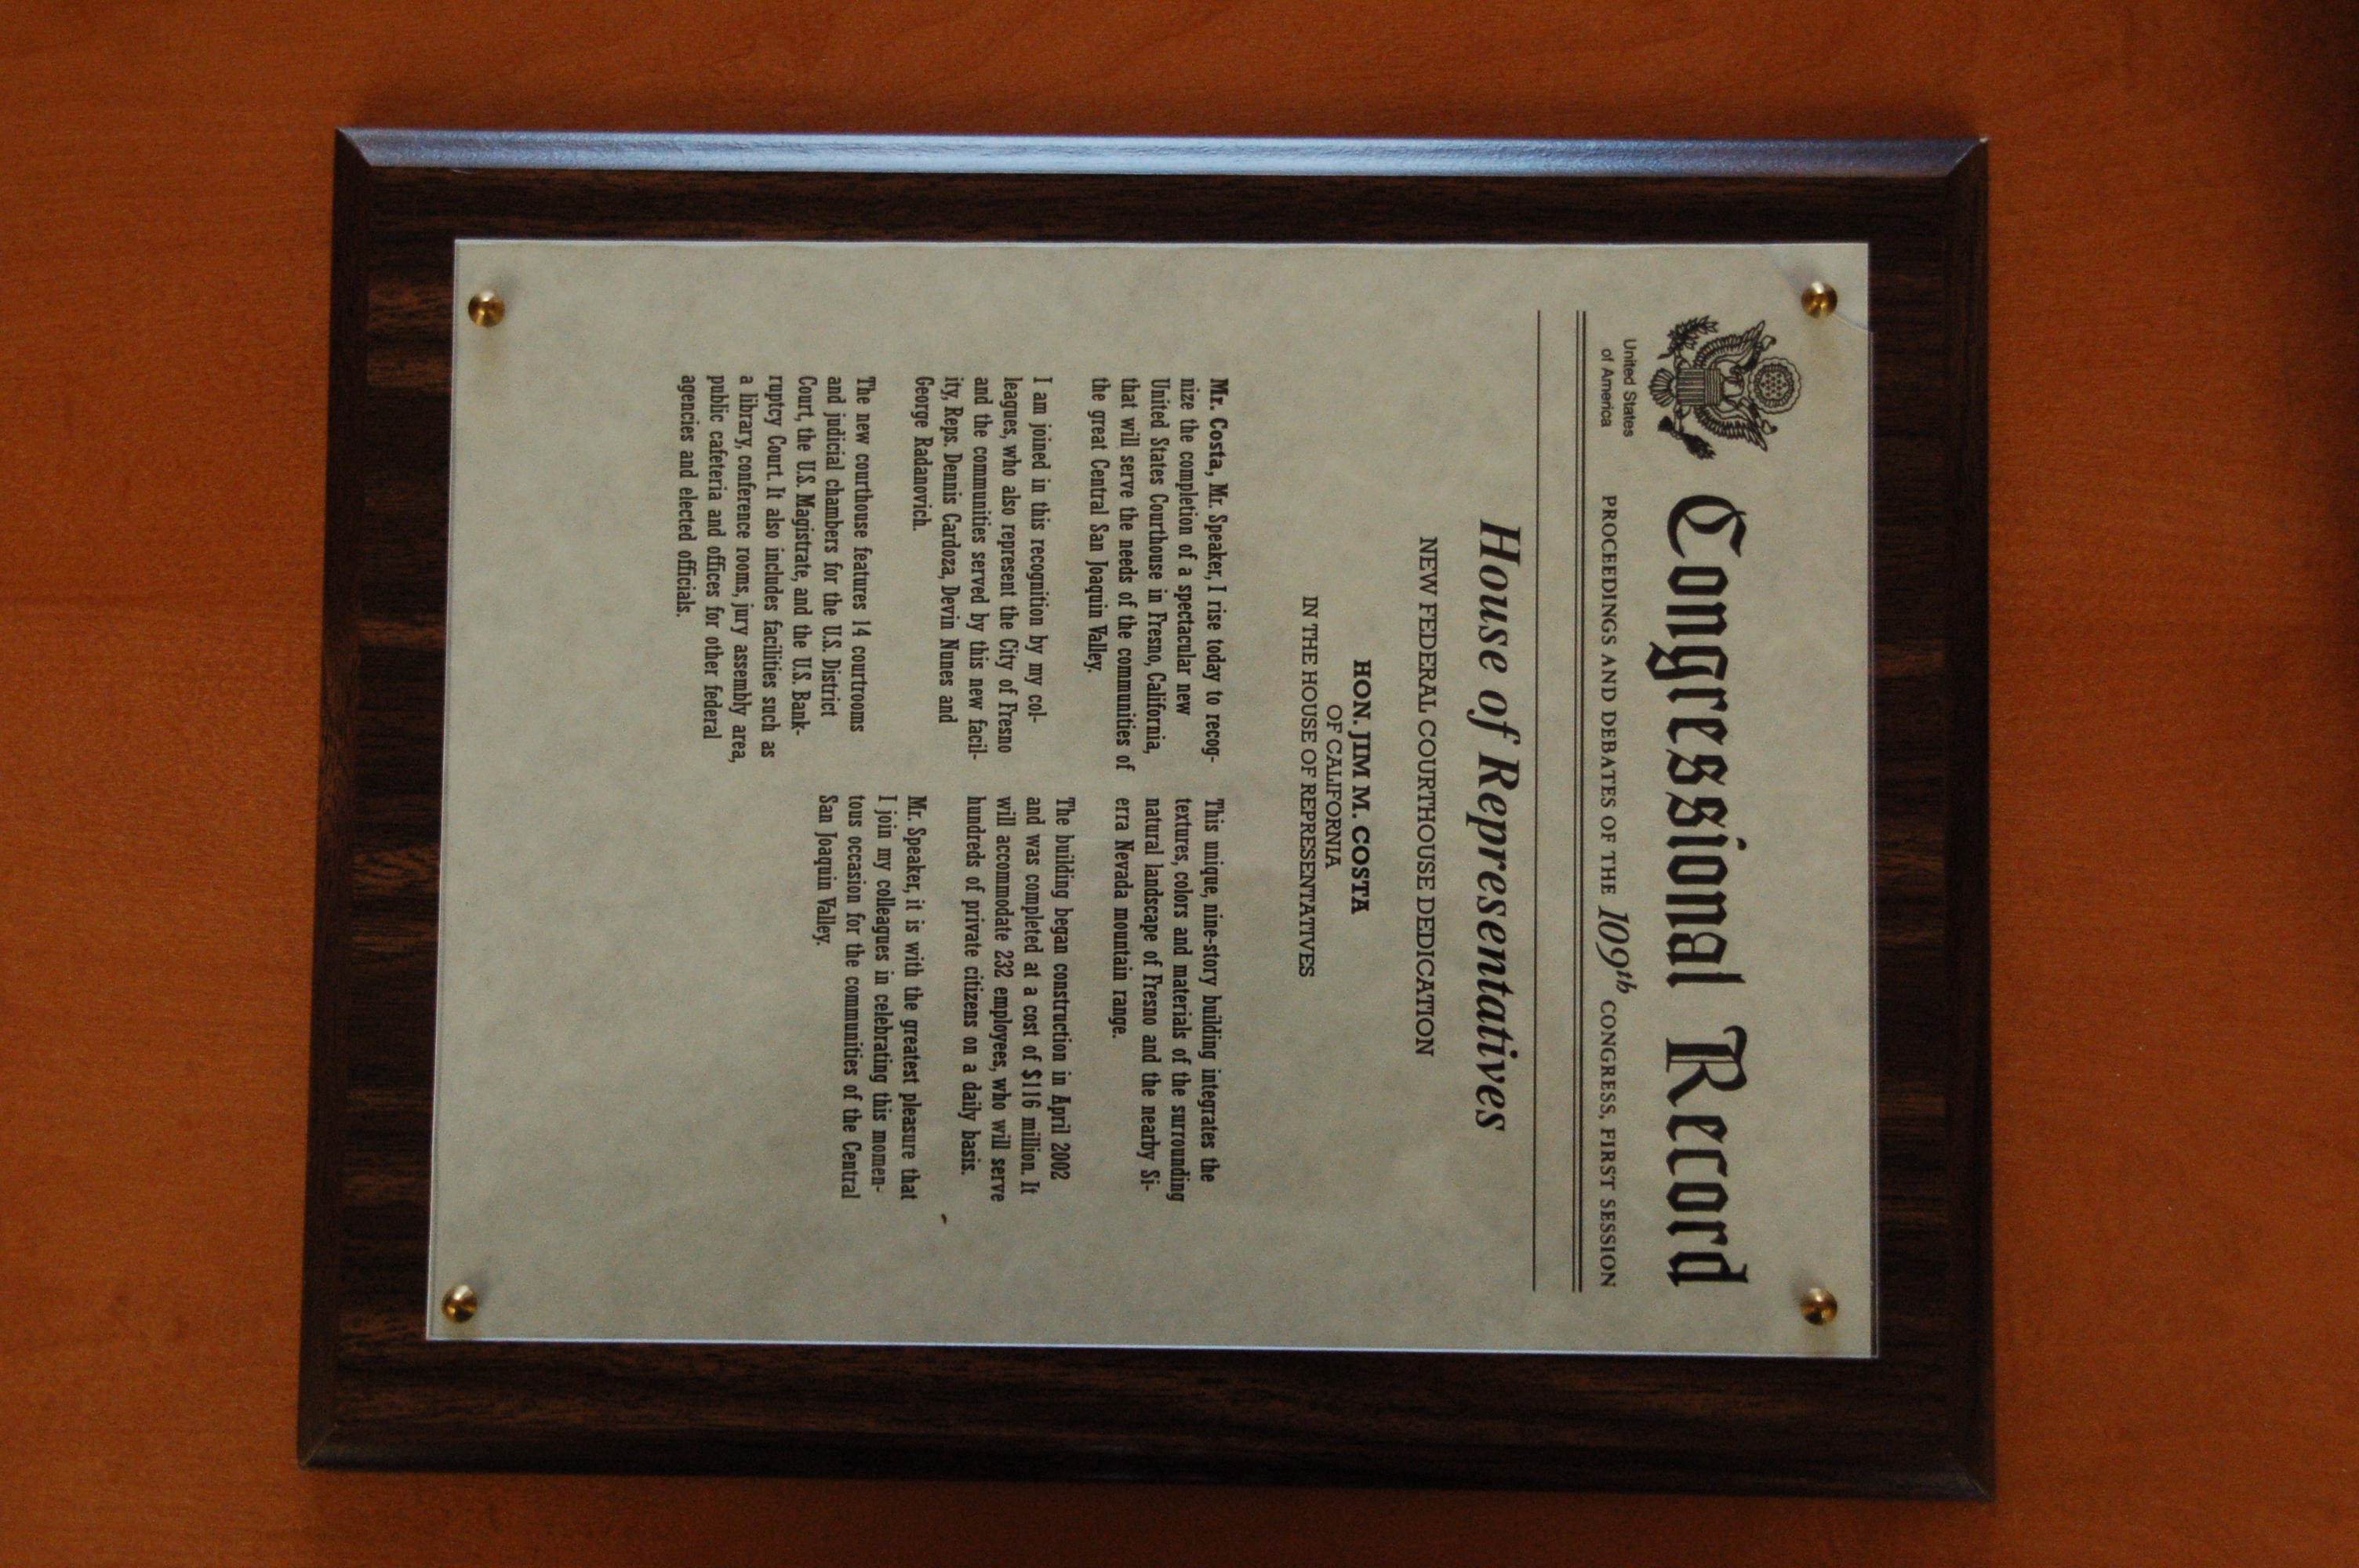 Congressional Record
United States
of America
PROCEEDINGS AND DEBATES OF THE 109th CONGRESS, FIRST SESSION
House of Representatives
NEW FEDERAL COURTHOUSE DEDICATION
HON. JIM M. COSTA
OF CALIFORNIA
IN THE HOUSE OF REPRESENTATIVES
Mr. Costa, Mr. Speaker, I rise today to recog-
nize the completion of a spectacular new
United States Courthouse in Fresno, California,
that will serve the needs of the communities of
the great Central San Joaquin Valley.
I am joined in this recognition by my col-
leagues, who also represent the City of Fresno
and the communities served by this new facil-
ity, Reps. Dennis Cardoza, Devin Nunes and
George Radanovich.
The new courthouse features 14 courtrooms
and judicial chambers for the U.S. District
Court, the U.S. Magistrate, and the U.S. Bank-
ruptcy Court. It also includes facilities such as
a library, conference rooms, jury assembly area,
public cafeteria and offices for other federal
agencies and elected officials.
This unique, nine-story building integrates the
textures, colors and materials of the surrounding
natural landscape of Fresno and the nearby Si-
erra Nevada mountain range.
The building began construction in April 2002
and was completed at a cost of $116 million. It
will accommodate 232 employees, who will serve
hundreds of private citizens on a daily basis.
Mr. Speaker, it is with the greatest pleasure that
I join my colleagues in celebrating this momen-
tous occasion for the communities of the Central
San Joaquin Valley.